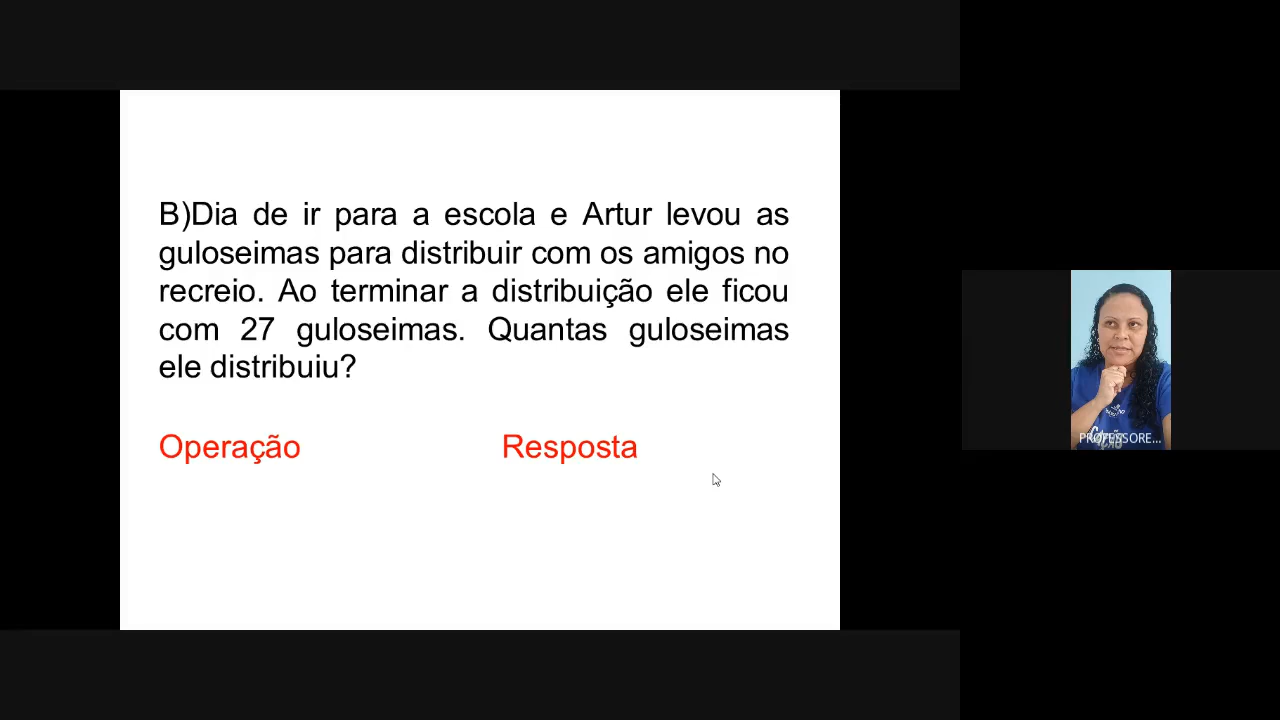 B)Dia de ir para a escola e Artur levou as
guloseimas para distribuir com os amigos no
recreio. Ao terminar a distribuição ele ficou
com 27 guloseimas. Quantas guloseimas
ele distribuiu?
Operação
Resposta
PROFESSORE...